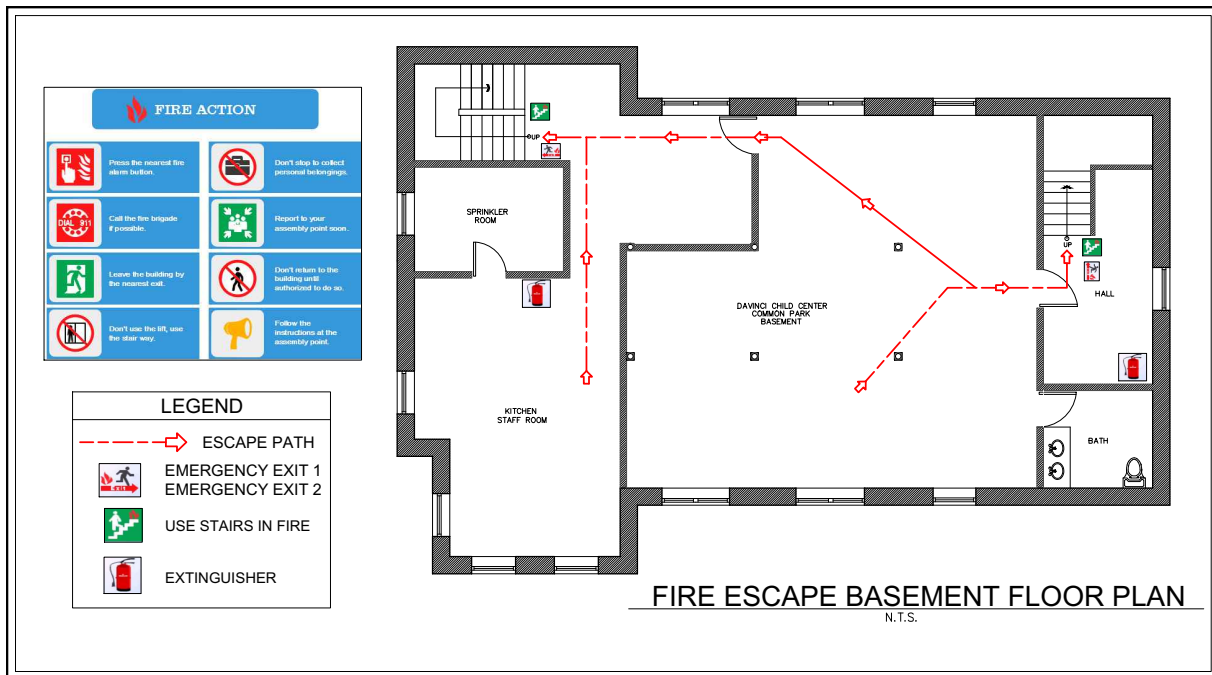 FIRE ACTION
Press the nearest fire
alarm button.
Don't stop to collect
personal belongings.
DIAL 911
Call the fire brigade
if possible.
Report to your
assembly point soon.
Leave the building by
the nearest exit.
Don't return to the
building until
authorized to do so.
Don't use the lift, use
the stair way.
Follow the
instructions at the
assembly point.
LEGEND
ESCAPE PATH
Exit
EMERGENCY EXIT 1
EMERGENCY EXIT 2
USE STAIRS IN FIRE
EXTINGUISHER
UP
SPRINKLER
ROOM
KITCHEN
STAFF ROOM
DAVINCI CHILD CENTER
COMMON PARK
BASEMENT
UP
HALL
BATH
FIRE ESCAPE BASEMENT FLOOR PLAN
N.T.S.